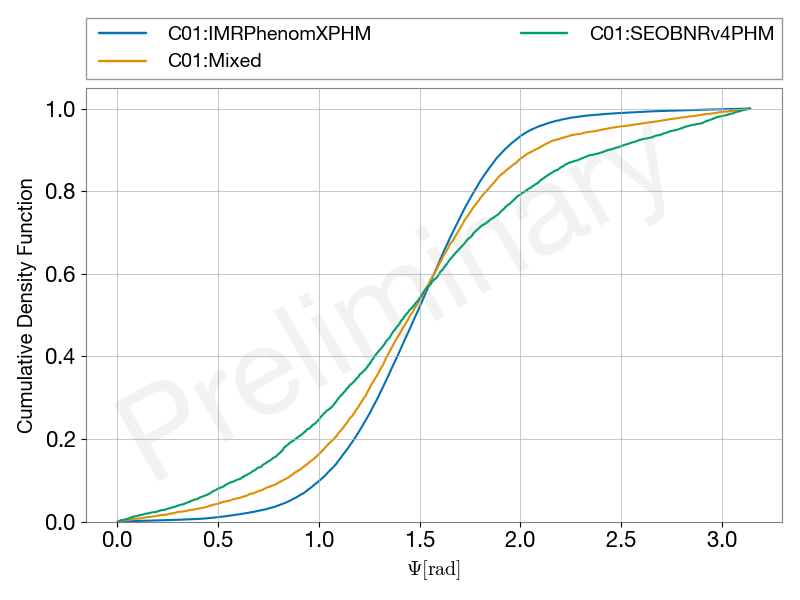 C01:IMRPhenomXPHM
C01:Mixed
C01:SEOBNRv4PHM
1.0
0.8
0.6
0.4
0.2
0.0
Cumulative Density Function
Preliminary
0.0 0.5 1.0 1.5 2.0 2.5 3.0
Ψ[rad]